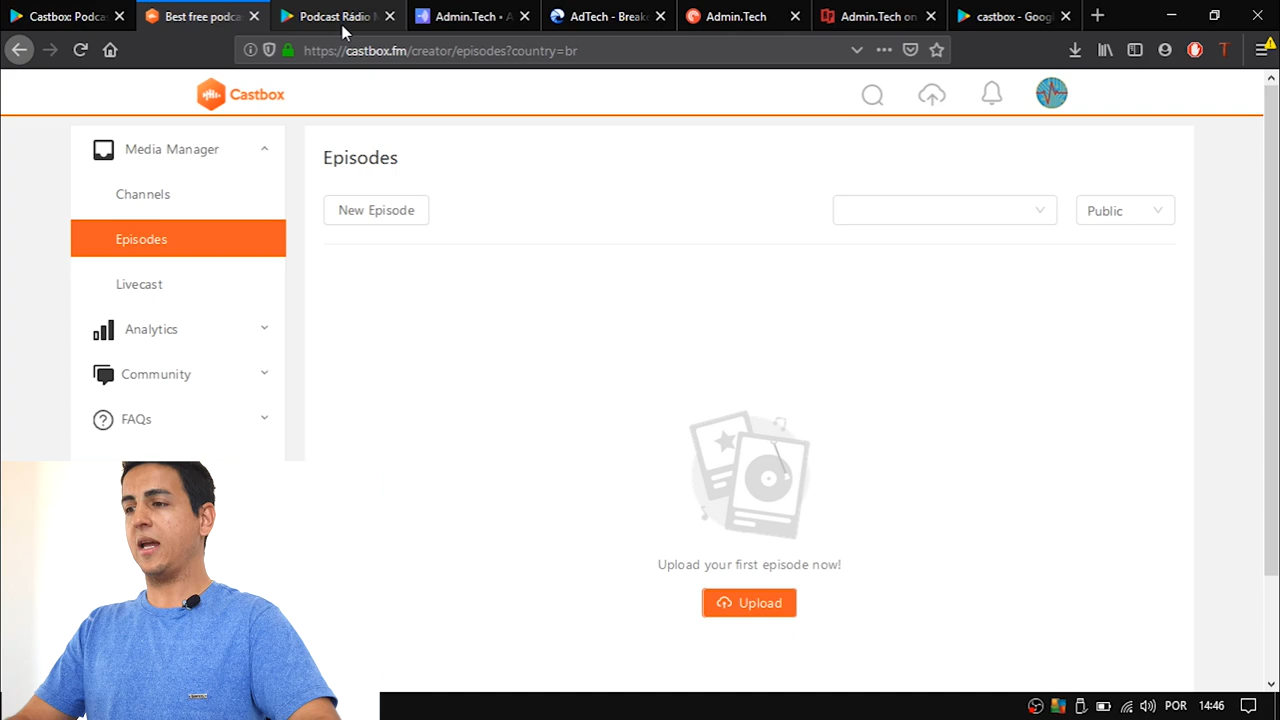 Castbox Podca
Best free podca
Podcast Rádio M
Admin.Tech • A
AdTech - Breake
Admin.Tech
Admin.Tech on
castbox - Googl
https://castbox.fm/creator/episodes?country=br
Castbox
Media Manager
Channels
Episodes
Livecast
Analytics
Community
FAQs
Episodes
New Episode
Public
Upload your first episode now!
Upload
POR
14:46